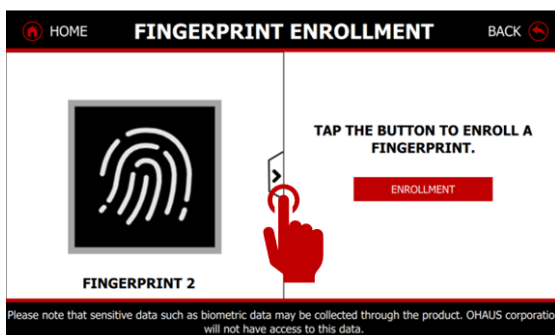 HOME
FINGERPRINT ENROLLMENT
BACK
TAP THE BUTTON TO ENROLL A
FINGERPRINT.
ENROLLMENT
FINGERPRINT 2
Please note that sensitive data such as biometric data may be collected through the product. OHAUS corporatio
will not have access to this data.